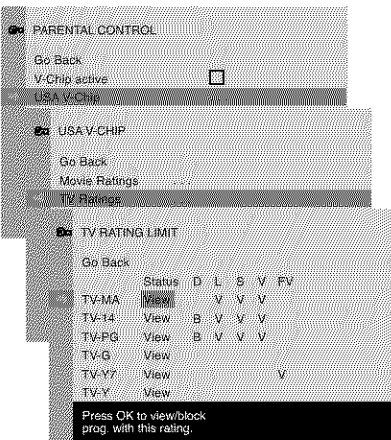 PARENTAL CONTROL
Go Back
V-Chip active
USA V-Chip
USA V-CHIP
Go Back
Movie Ratings . . .
TV Ratings
TV RATING LIMIT
Go Back
Status D L S V FV
TV-MA View V V V
TV-14 View B V V V
TV-PG View B V V V
TV-G View
TV-Y7 View V
TV-Y View
Press OK to view/block
prog. with this rating.